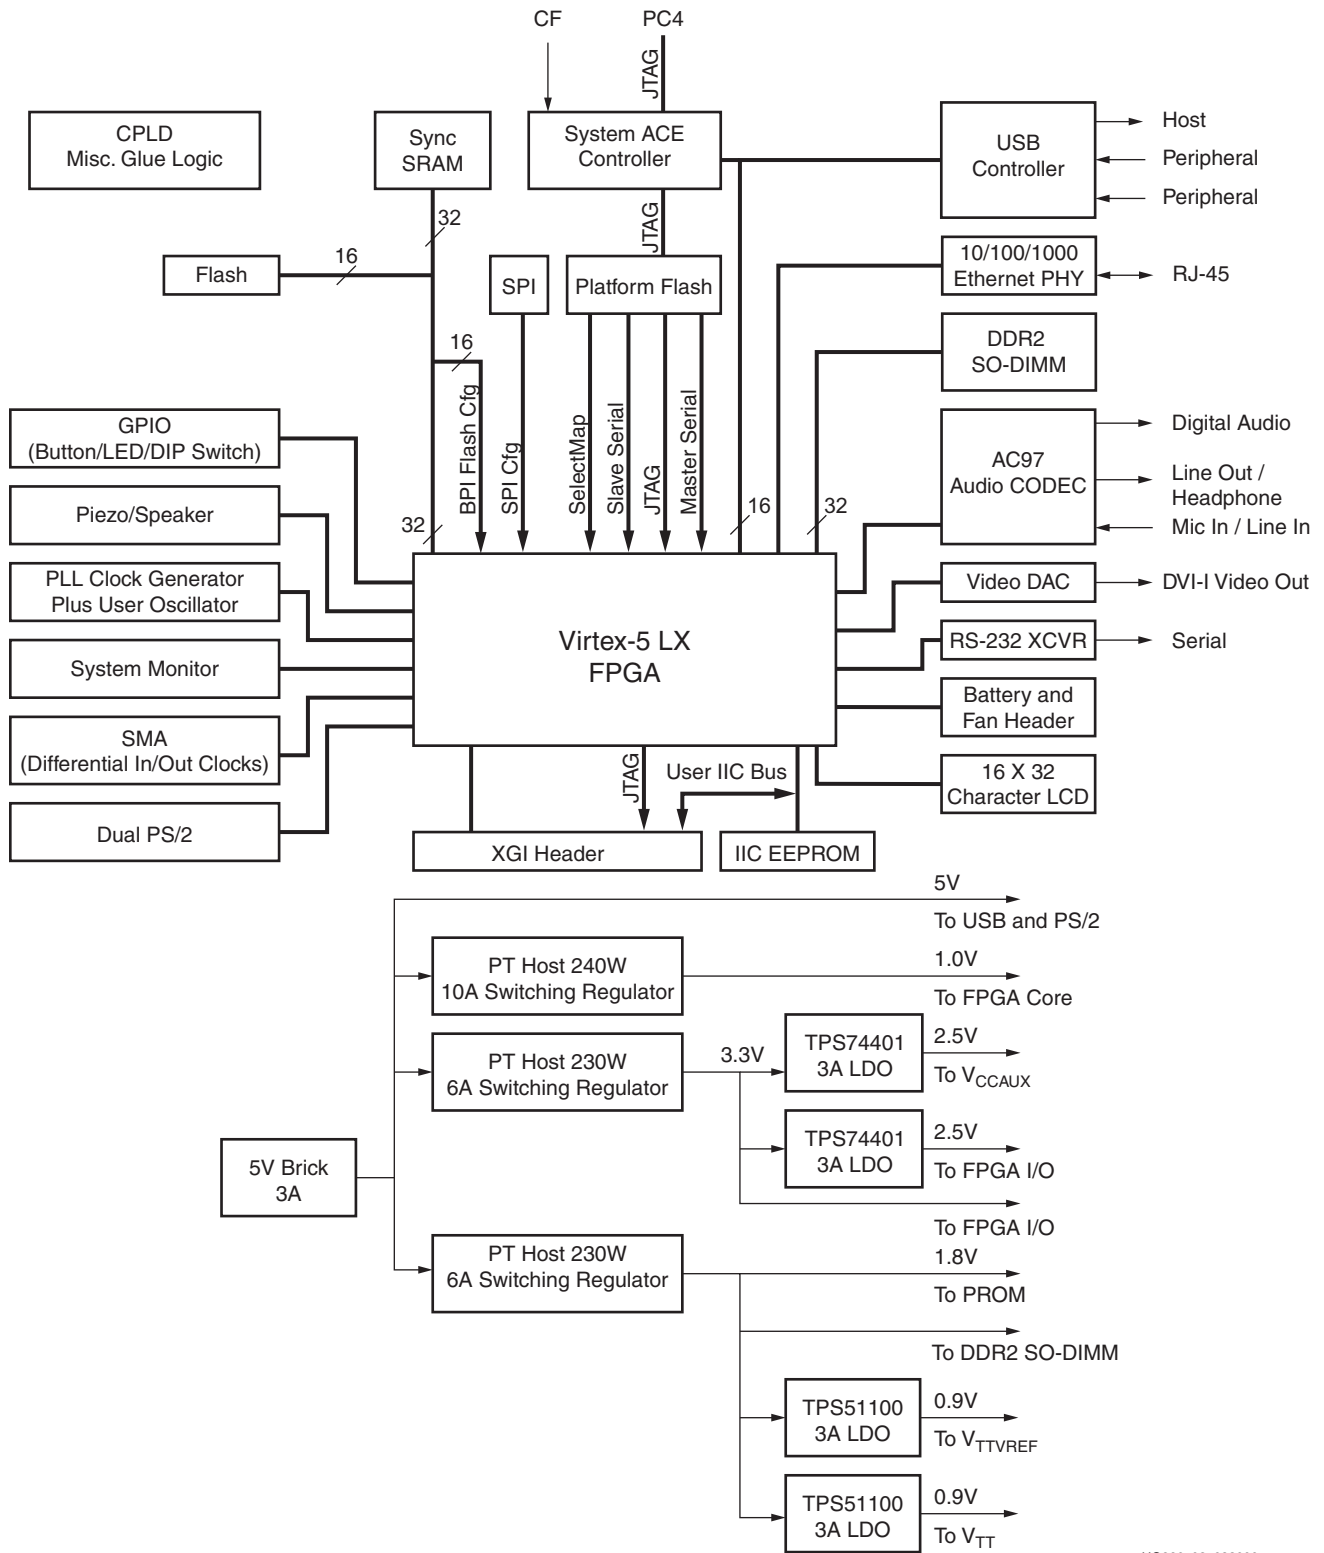 CF
PC4
JTAG
CPLD
Misc. Glue Logic
Sync
SRAM
System ACE
Controller
USB
Controller
Host
Peripheral
Peripheral
32
JTAG
16
Flash
SPI
Platform Flash
10/100/1000
Ethernet PHY
RJ-45
DDR2
SO-DIMM
16
BPI Flash Cfg
SPI Cfg
SelectMap
Slave Serial
JTAG
Master Serial
GPIO
(Button/LED/DIP Switch)
AC97
Audio CODEC
Digital Audio
Line Out /
Headphone
Mic In / Line In
Piezo/Speaker
32
16
32
PLL Clock Generator
Plus User Oscillator
Video DAC
DVI-I Video Out
Virtex-5 LX
FPGA
RS-232 XCVR
Serial
System Monitor
Battery and
Fan Header
SMA
(Differential In/Out Clocks)
JTAG
User IIC Bus
16 X 32
Character LCD
Dual PS/2
XGI Header
IIC EEPROM
5V
To USB and PS/2
PT Host 240W
10A Switching Regulator
1.0V
To FPGA Core
PT Host 230W
6A Switching Regulator
3.3V
TPS74401
3A LDO
2.5V
To VCCAUX
TPS74401
3A LDO
2.5V
To FPGA I/O
5V Brick
3A
To FPGA I/O
PT Host 230W
6A Switching Regulator
1.8V
To PROM
To DDR2 SO-DIMM
TPS51100
3A LDO
0.9V
To VTTVREF
TPS51100
3A LDO
0.9V
To VTT